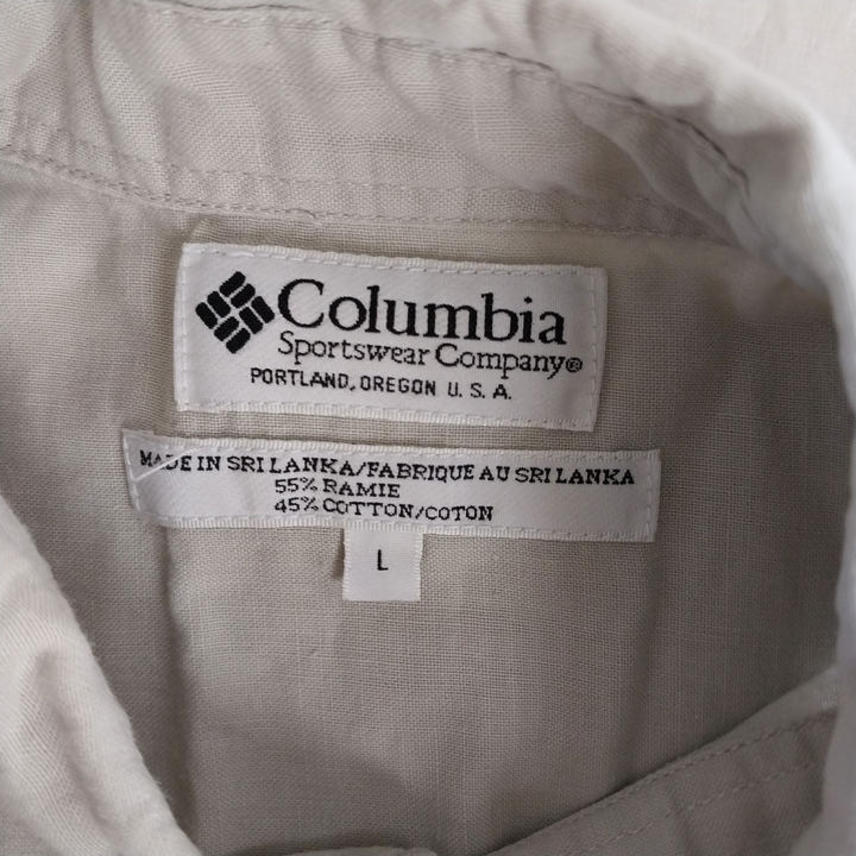 Columbia
Sportswear Company®
PORTLAND, OREGON U.S.A.
MADE IN SRI LANKA/FABRIQUE AU SRI LANKA
55% RAMIE
45% COTTON/COTON
L